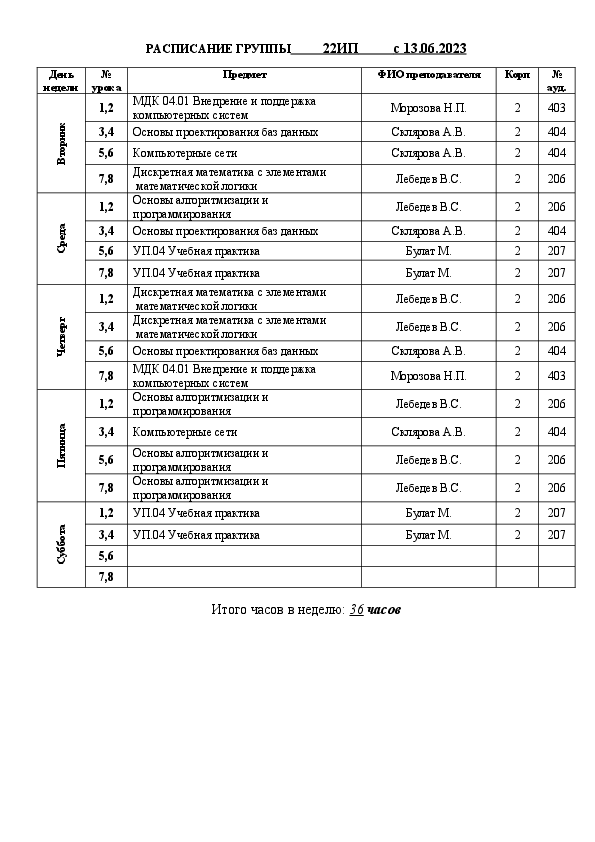 РАСПИСАНИЕ ГРУППЫ 22ИП с 13.06.2023
День недели № урока Предмет ФИО преподавателя Корп № ауд.
Вторник
1,2 МДК 04.01 Внедрение и поддержка компьютерных систем Морозова Н.П. 2 403
3,4 Основы проектирования баз данных Склярова А.В. 2 404
5,6 Компьютерные сети Склярова А.В. 2 404
7,8 Дискретная математика с элементами математической логики Лебедев В.С. 2 206
Среда
1,2 Основы алгоритмизации и программирования Лебедев В.С. 2 206
3,4 Основы проектирования баз данных Склярова А.В. 2 404
5,6 УП.04 Учебная практика Булат М. 2 207
7,8 УП.04 Учебная практика Булат М. 2 207
Четверг
1,2 Дискретная математика с элементами математической логики Лебедев В.С. 2 206
3,4 Дискретная математика с элементами математической логики Лебедев В.С. 2 206
5,6 Основы проектирования баз данных Склярова А.В. 2 404
7,8 МДК 04.01 Внедрение и поддержка компьютерных систем Морозова Н.П. 2 403
Пятница
1,2 Основы алгоритмизации и программирования Лебедев В.С. 2 206
3,4 Компьютерные сети Склярова А.В. 2 404
5,6 Основы алгоритмизации и программирования Лебедев В.С. 2 206
7,8 Основы алгоритмизации и программирования Лебедев В.С. 2 206
Суббота
1,2 УП.04 Учебная практика Булат М. 2 207
3,4 УП.04 Учебная практика Булат М. 2 207
5,6
7,8
Итого часов в неделю: 36 часов